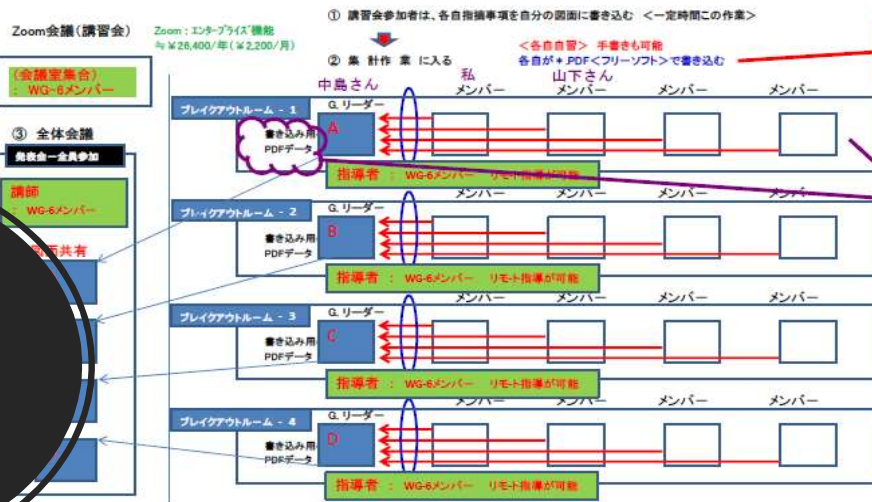 Zoom会議(講習会)
Zoom:エンタープライズ機能
≒¥26,400/年(¥2,200/月)
① 講習会参加者は、各自指摘事項を自分の図面に書き込む <一定時間この作業>
② 集 計作 業 に入る
<各自自習> 手書きも可能
各自が*.PDF<フリーソフト>で書き込む
(会議室集合)
: WG-6メンバー
③ 全体会議
発表会ー全員参加
講師
: WG-6メンバー
画面共有
中島さん
私
山下さん
ブレイクアウトルーム - 1
G.リーダー
メンバー
メンバー
メンバー
メンバー
書き込み用
PDFデータ
A
指導者 : WG-6メンバー リモート指導が可能
ブレイクアウトルーム - 2
G.リーダー
メンバー
メンバー
メンバー
メンバー
書き込み用
PDFデータ
B
指導者 : WG-6メンバー リモート指導が可能
ブレイクアウトルーム - 3
G.リーダー
メンバー
メンバー
メンバー
メンバー
書き込み用
PDFデータ
C
指導者 : WG-6メンバー リモート指導が可能
ブレイクアウトルーム - 4
G.リーダー
メンバー
メンバー
メンバー
メンバー
書き込み用
PDFデータ
D
指導者 : WG-6メンバー リモート指導が可能